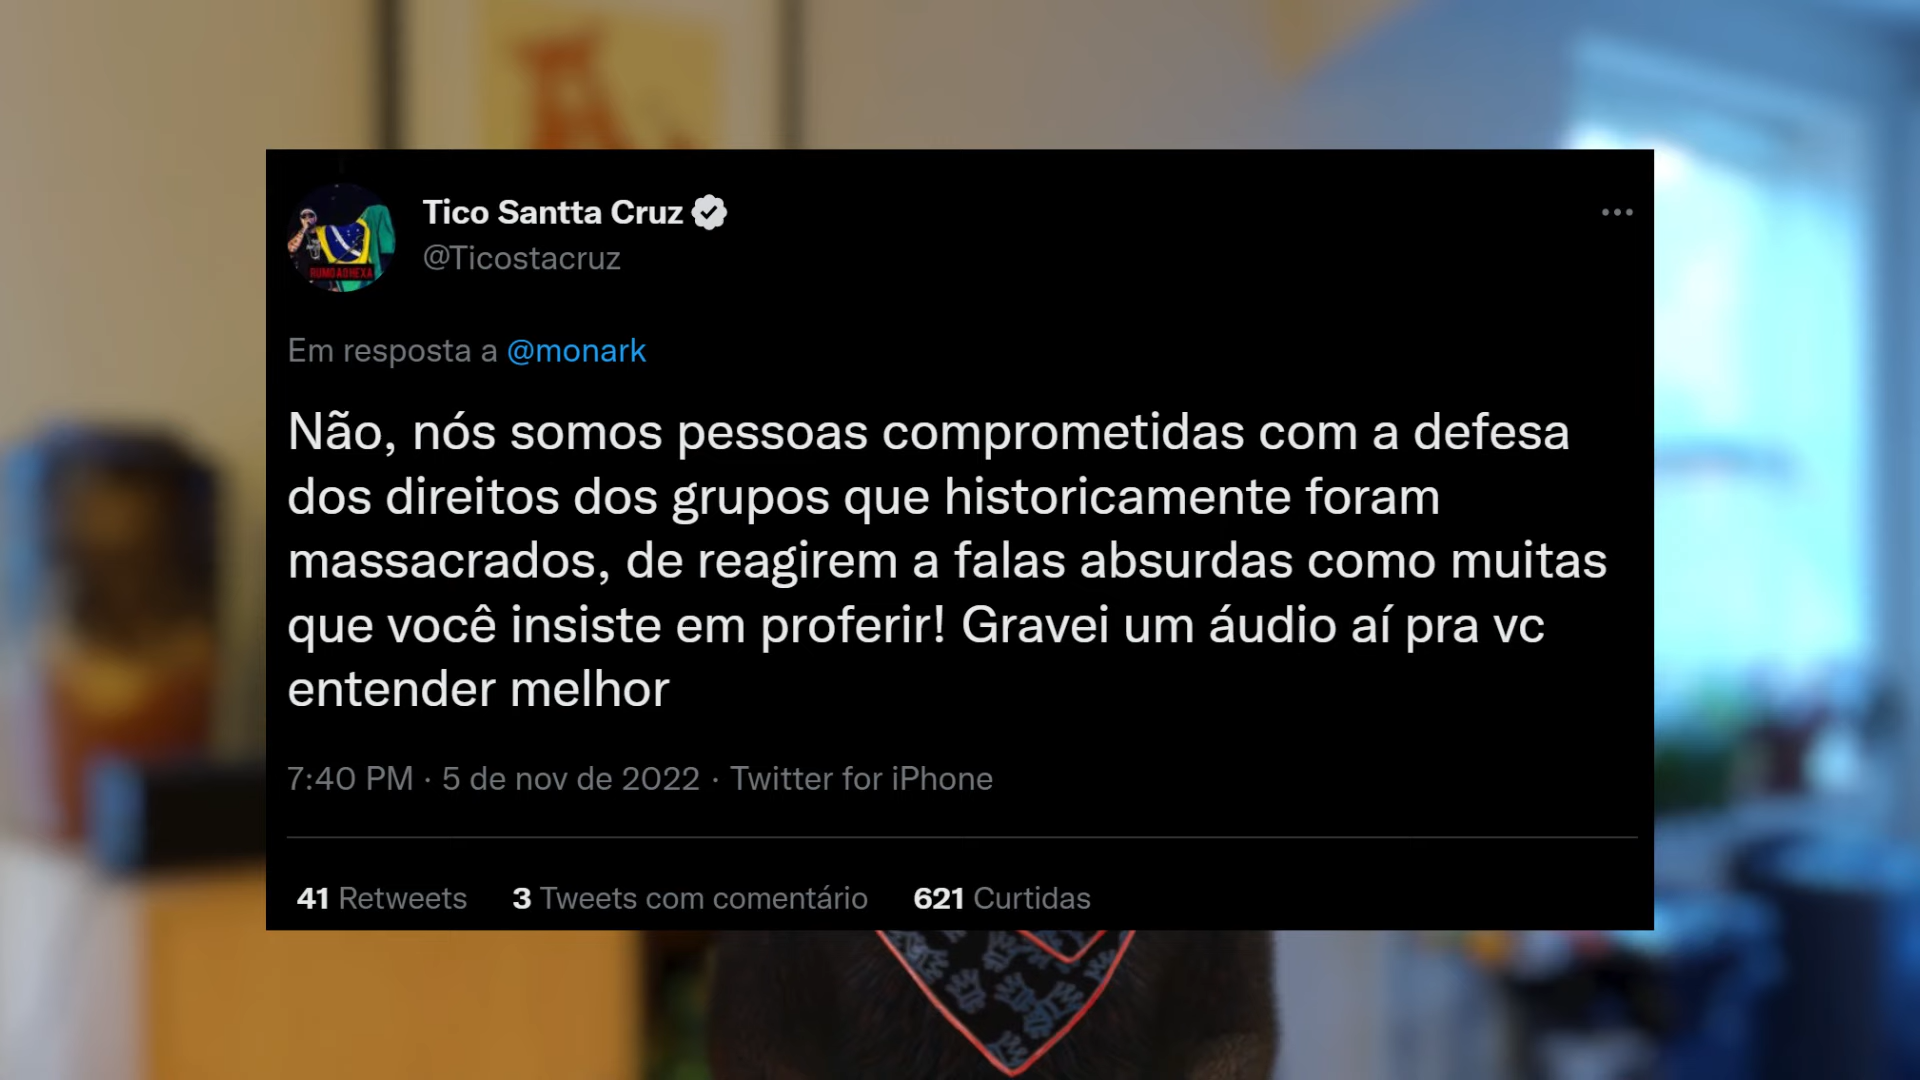 Tico Santta Cruz
@Ticostacruz
RUMO AO HEXA
Em resposta a @monark
Não, nós somos pessoas comprometidas com a defesa
dos direitos dos grupos que historicamente foram
massacrados, de reagirem a falas absurdas como muitas
que você insiste em proferir! Gravei um áudio aí pra vc
entender melhor
7:40 PM · 5 de nov de 2022 · Twitter for iPhone
41 Retweets 3 Tweets com comentário 621 Curtidas